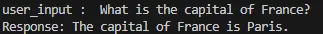 user_input :  What is the capital of France?
Response: The capital of France is Paris.